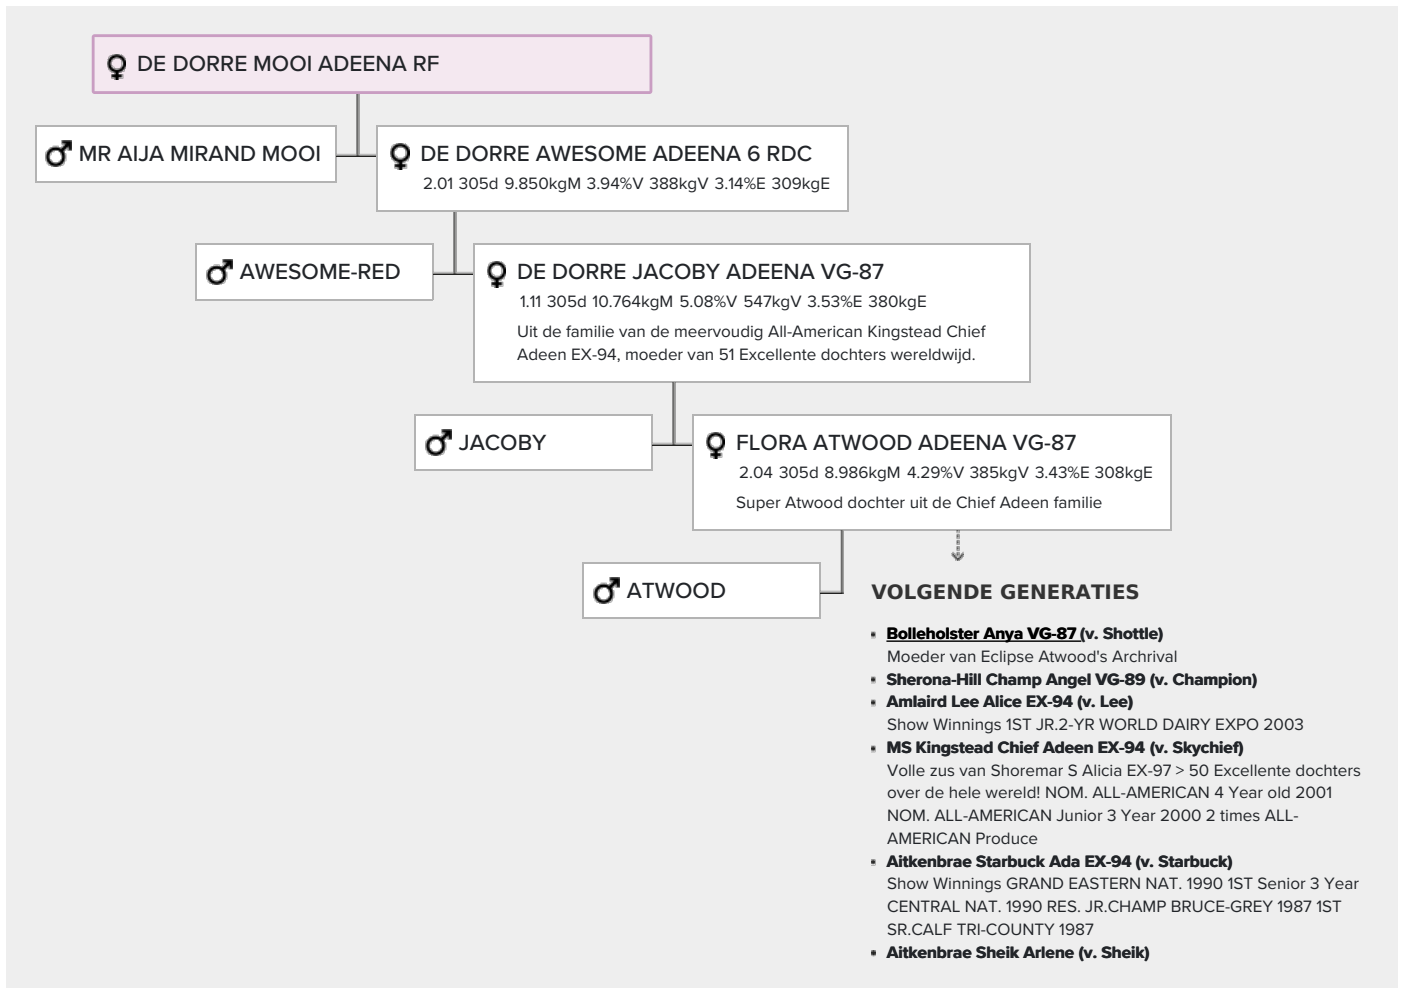 DE DORRE MOOI ADEENA RF
MR AIJA MIRAND MOOI
DE DORRE AWESOME ADEENA 6 RDC
2.01 305d 9.850kgM 3.94%V 388kgV 3.14%E 309kgE
AWESOME-RED
DE DORRE JACOBY ADEENA VG-87
1.11 305d 10.764kgM 5.08%V 547kgV 3.53%E 380kgE
Uit de familie van de meervoudig All-American Kingstead Chief
Adeen EX-94, moeder van 51 Excellente dochters wereldwijd.
JACOBY
FLORA ATWOOD ADEENA VG-87
2.04 305d 8.986kgM 4.29%V 385kgV 3.43%E 308kgE
Super Atwood dochter uit de Chief Adeen familie
ATWOOD
VOLGENDE GENERATIES
Bolleholster Anya VG-87 (v. Shottle)
Moeder van Eclipse Atwood's Archrival
Sherona-Hill Champ Angel VG-89 (v. Champion)
Amlaird Lee Alice EX-94 (v. Lee)
Show Winnings 1ST JR.2-YR WORLD DAIRY EXPO 2003
MS Kingstead Chief Adeen EX-94 (v. Skychief)
Volle zus van Shoremar S Alicia EX-97 > 50 Excellente dochters
over de hele wereld! NOM. ALL-AMERICAN 4 Year old 2001
NOM. ALL-AMERICAN Junior 3 Year 2000 2 times ALL-
AMERICAN Produce
Aitkenbrae Starbuck Ada EX-94 (v. Starbuck)
Show Winnings GRAND EASTERN NAT. 1990 1ST Senior 3 Year
CENTRAL NAT. 1990 RES. JR.CHAMP BRUCE-GREY 1987 1ST
SR.CALF TRI-COUNTY 1987
Aitkenbrae Sheik Arlene (v. Sheik)